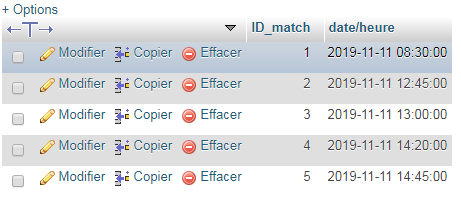 + Options
ID_match date/heure
Modifier Copier Effacer 1 2019-11-11 08:30:00
Modifier Copier Effacer 2 2019-11-11 12:45:00
Modifier Copier Effacer 3 2019-11-11 13:00:00
Modifier Copier Effacer 4 2019-11-11 14:20:00
Modifier Copier Effacer 5 2019-11-11 14:45:00